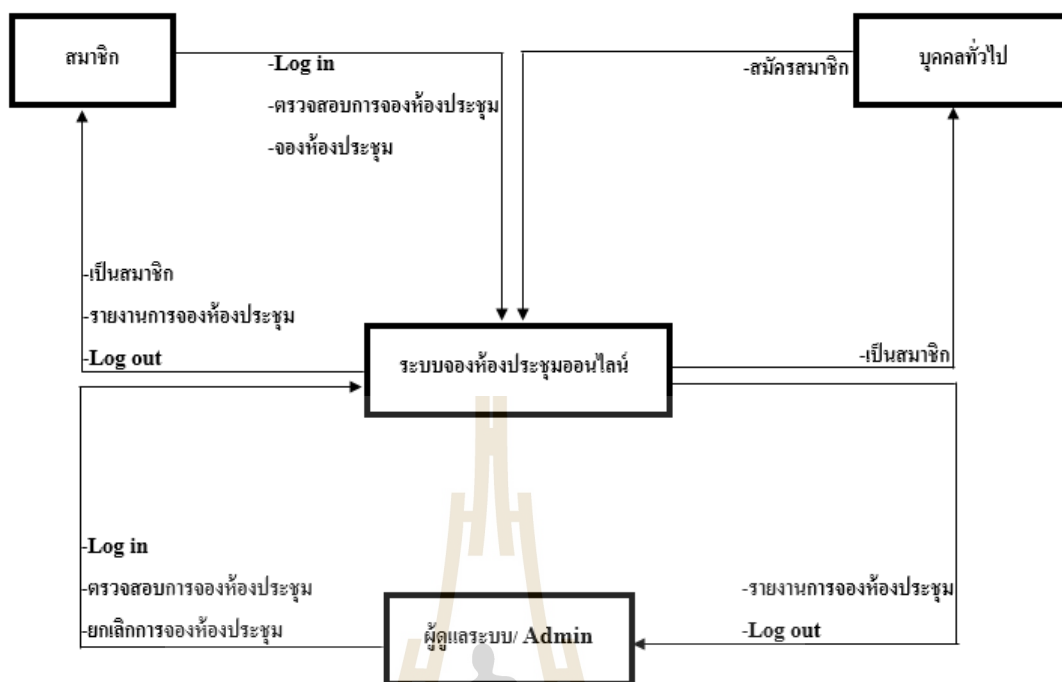 สมาชิก
บุคคลทั่วไป
-Log in
-ตรวจสอบการจองห้องประชุม
-จองห้องประชุม
-สมัครสมาชิก
-เป็นสมาชิก
-รายงานการจองห้องประชุม
-Log out
ระบบจองห้องประชุมออนไลน์
-เป็นสมาชิก
-Log in
-ตรวจสอบการจองห้องประชุม
-ยกเลิกการจองห้องประชุม
ผู้ดูแลระบบ/ Admin
-รายงานการจองห้องประชุม
-Log out